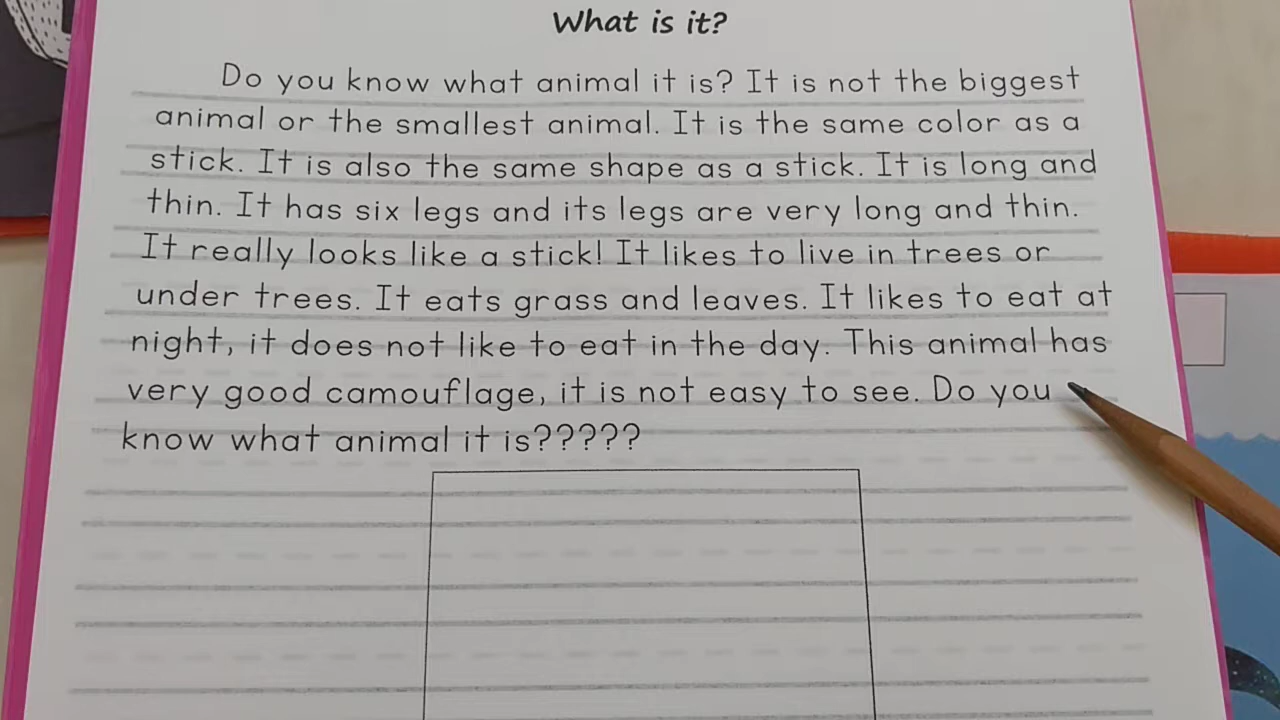 What is it?
Do you know what animal it is? It is not the biggest
animal or the smallest animal. It is the same color as a
stick. It is also the same shape as a stick. It is long and
thin. It has six legs and its legs are very long and thin.
It really looks like a stick! It likes to live in trees or
under trees. It eats grass and leaves. It likes to eat at
night, it does not like to eat in the day. This animal has
very good camouflage, it is not easy to see. Do you
know what animal it is?????